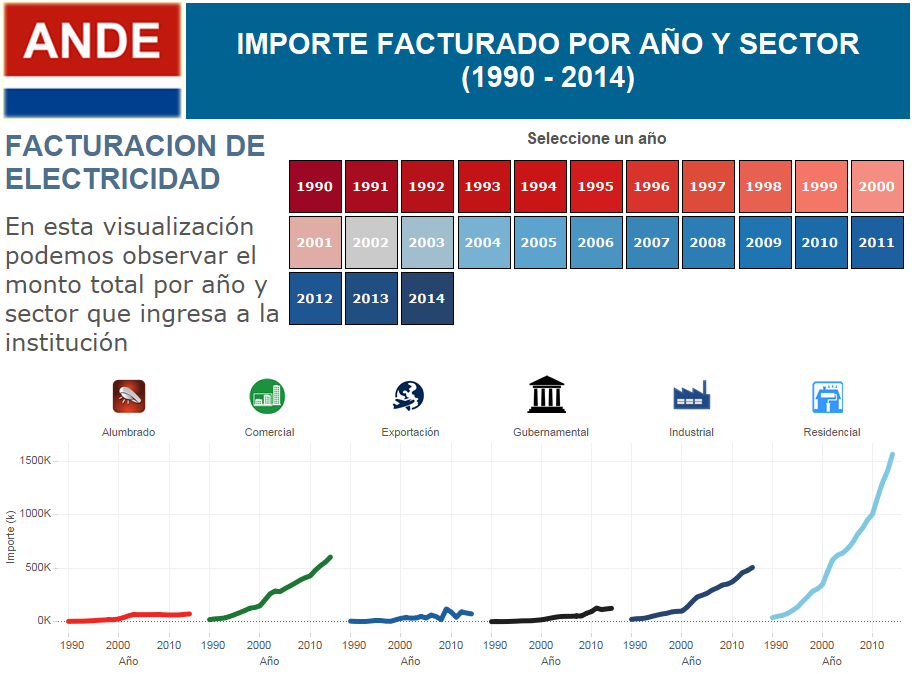 ANDE
IMPORTE FACTURADO POR AÑO Y SECTOR
(1990 - 2014)
FACTURACION DE
ELECTRICIDAD
En esta visualización
podemos observar el
monto total por año y
sector que ingresa a la
institución
Seleccione un año
1990 1991 1992 1993 1994 1995 1996 1997 1998 1999 2000
2001 2002 2003 2004 2005 2006 2007 2008 2009 2010 2011
2012 2013 2014
Alumbrado Comercial Exportación Gubernamental Industrial Residencial
Importe (k)
1500K
1000K
500K
0K
1990 2000 2010 1990 2000 2010 1990 2000 2010 1990 2000 2010 1990 2000 2010 1990 2000 2010
Año Año Año Año Año Año